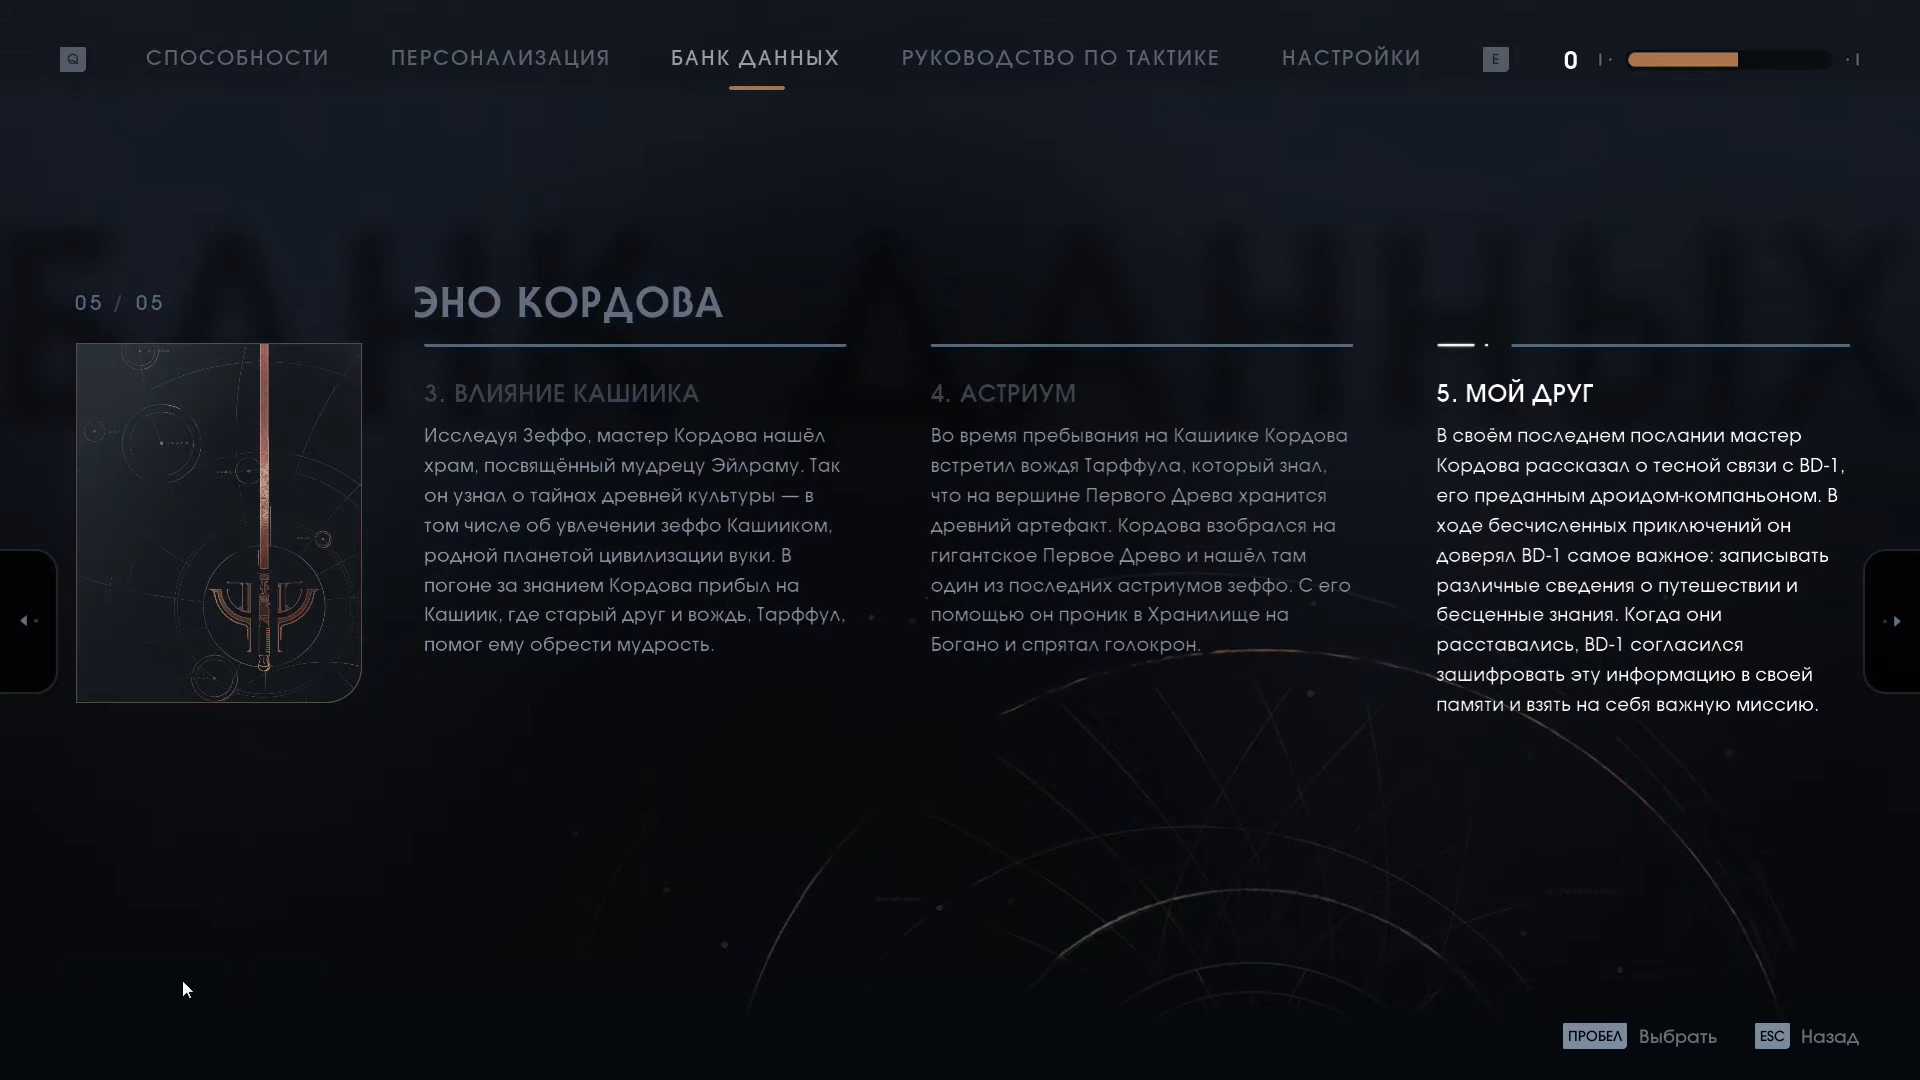 Q СПОСОБНОСТИ ПЕРСОНАЛИЗАЦИЯ БАНК ДАННЫХ РУКОВОДСТВО ПО ТАКТИКЕ НАСТРОЙКИ E 0
БАНК ДАННЫХ
05 / 05
ЭНО КОРДОВА
3. ВЛИЯНИЕ КАШИИКА
Исследуя Зеффо, мастер Кордова нашёл
храм, посвящённый мудрецу Эйлраму. Так
он узнал о тайнах древней культуры — в
том числе об увлечении зеффо Кашииком,
родной планетой цивилизации вуки. В
погоне за знанием Кордова прибыл на
Кашиик, где старый друг и вождь, Тарффул,
помог ему обрести мудрость.
4. АСТРИУМ
Во время пребывания на Кашиике Кордова
встретил вождя Тарффула, который знал,
что на вершине Первого Древа хранится
древний артефакт. Кордова взобрался на
гигантское Первое Древо и нашёл там
один из последних астриумов зеффо. С его
помощью он проник в Хранилище на
Богано и спрятал голокрон.
5. МОЙ ДРУГ
В своём последнем послании мастер
Кордова рассказал о тесной связи с BD-1,
его преданным дроидом-компаньоном. В
ходе бесчисленных приключений он
доверял BD-1 самое важное: записывать
различные сведения о путешествии и
бесценные знания. Когда они
расставались, BD-1 согласился
зашифровать эту информацию в своей
памяти и взять на себя важную миссию.
ПРОБЕЛ Выбрать ESC Назад